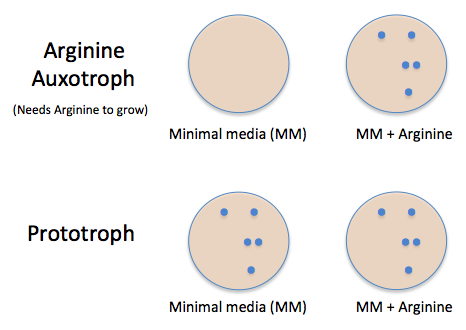 Arginine
Auxotroph
(Needs Arginine to grow)
Minimal media (MM)
MM + Arginine
Prototroph
Minimal media (MM)
MM + Arginine